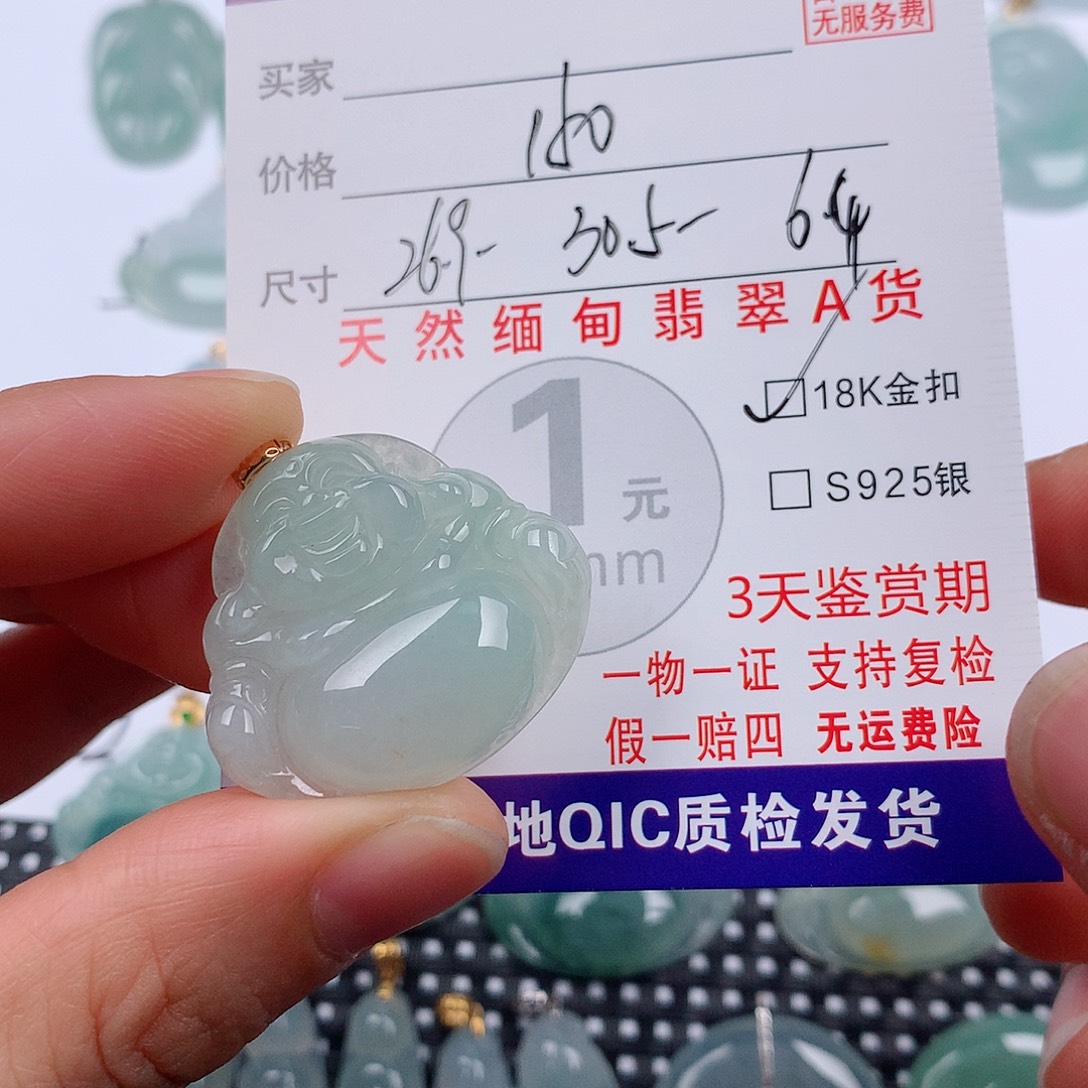 无服务费
买家
价格
尺寸 26.9- 30.5- 6.4
天然缅甸翡翠A货
18K金扣
1元
S925银
mm
3天鉴赏期
一物一证 支持复检
假一赔四 无运费险
地QIC质检发货